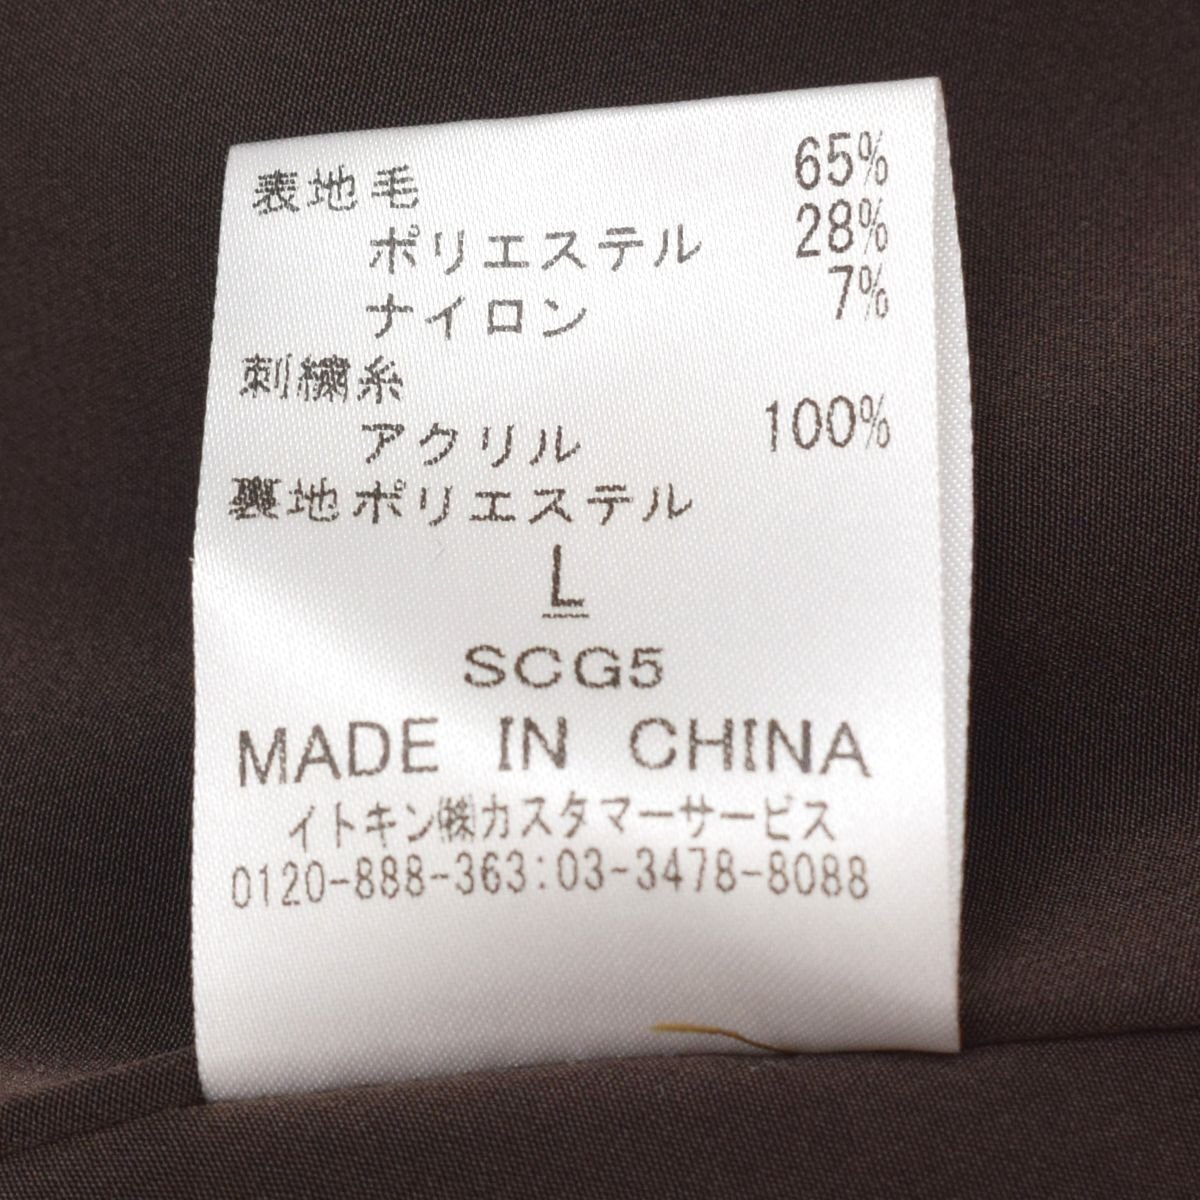 表地毛 65%
ポリエステル 28%
ナイロン 7%
刺繍糸
アクリル 100%
裏地ポリエステル
L
SCG5
MADE IN CHINA
イトキン㈱カスタマーサービス
0120-888-363:03-3478-8088